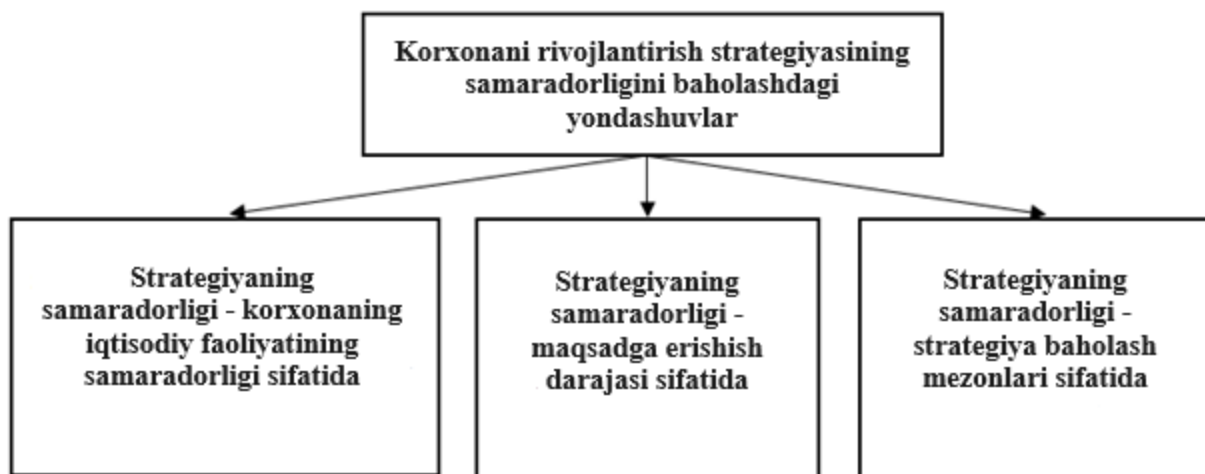 Korxonani rivojlantirish strategiyasining
samaradorligini baholashdagi
yondashuvlar
Strategiyaning
samaradorligi - korxonaning
iqtisodiy faoliyatining
samaradorligi sifatida
Strategiyaning
samaradorligi -
maqsadga erishish
darajasi sifatida
Strategiyaning
samaradorligi -
strategiya baholash
mezonlari sifatida